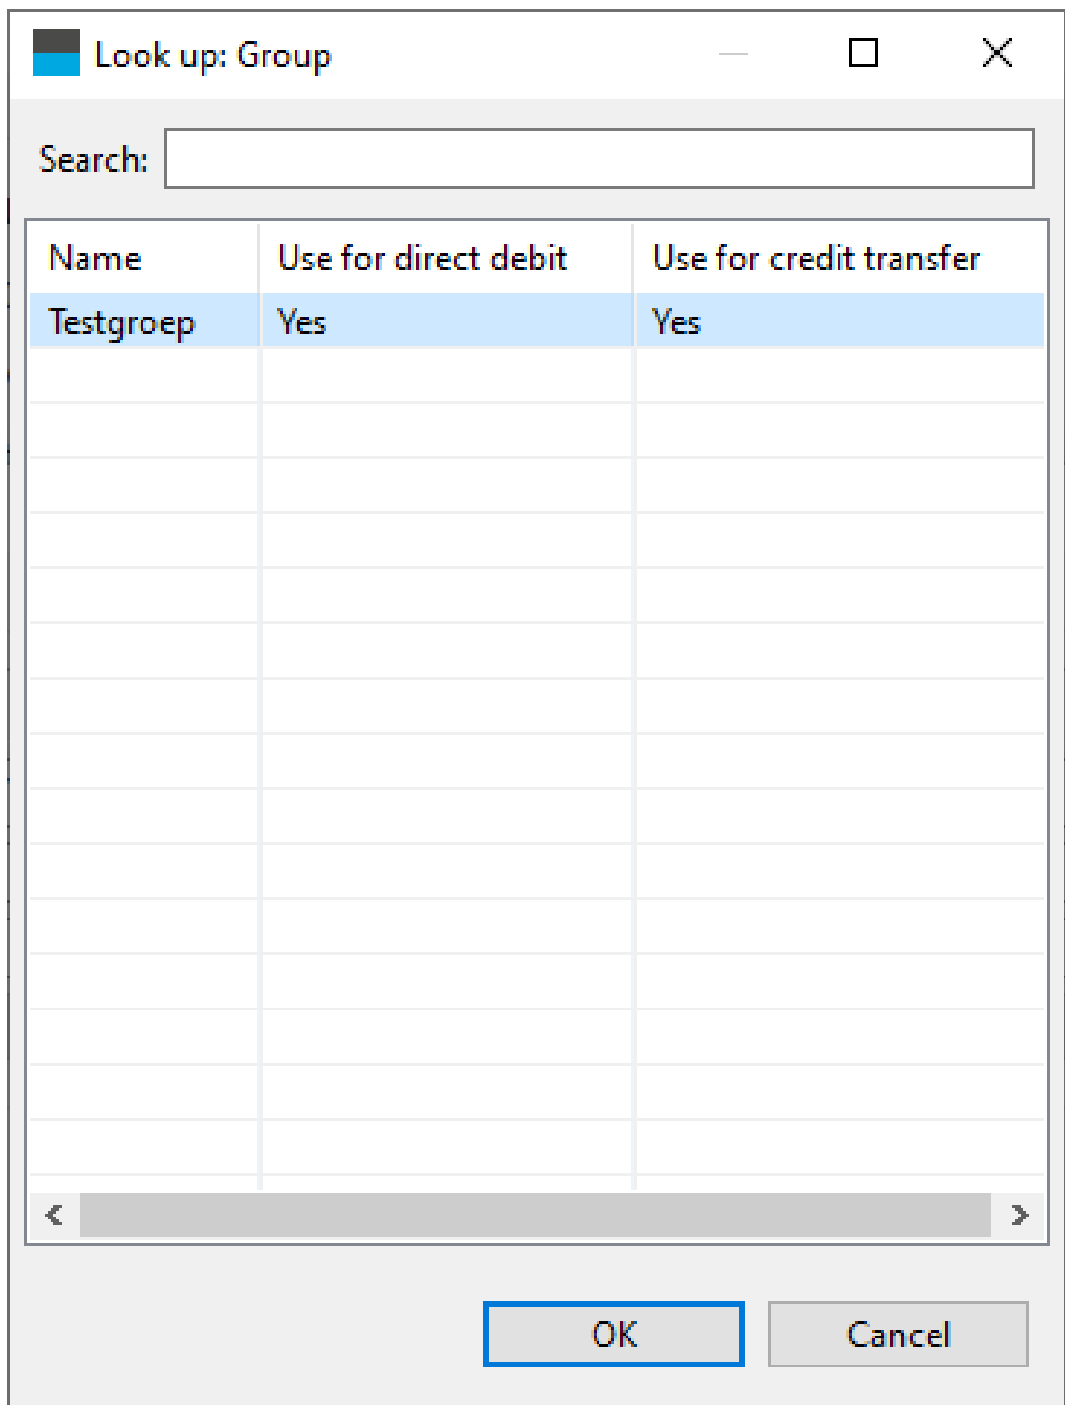 Look up: Group
Search:
Name Use for direct debit Use for credit transfer
Testgroep Yes Yes
OK Cancel